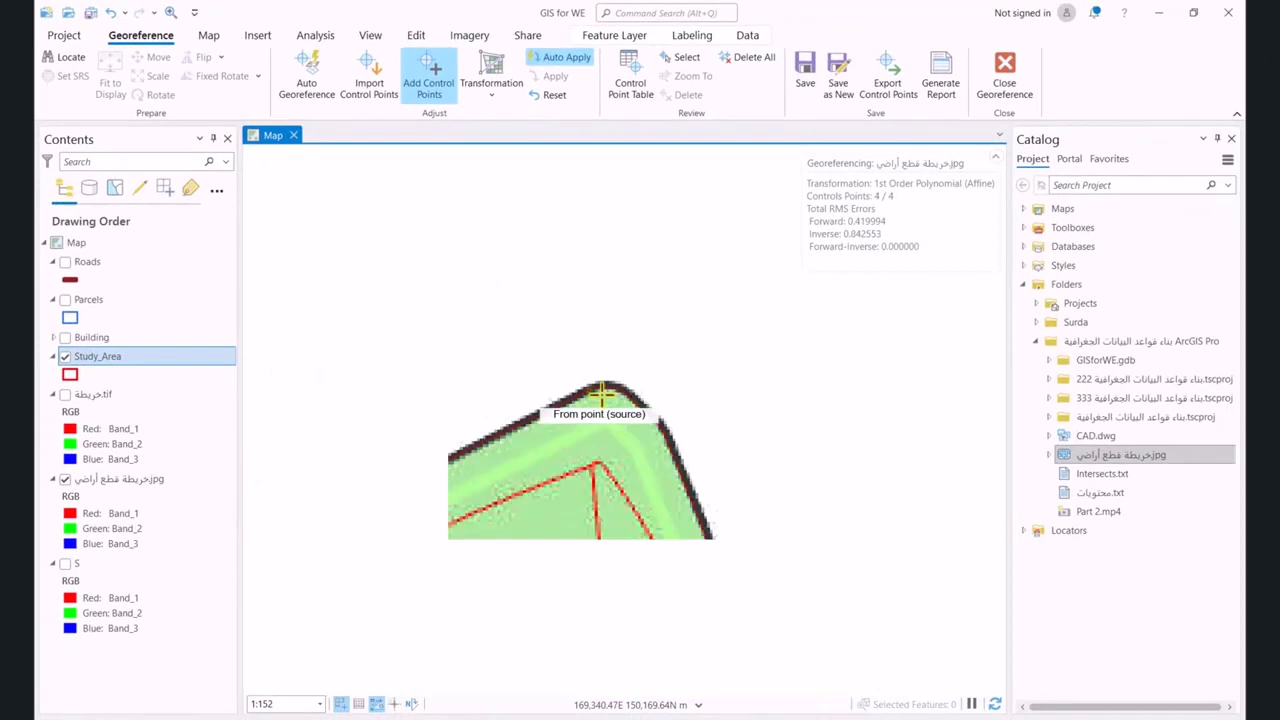 GIS for WE
Command Search (Alt+Q)
Not signed in
?
Project
Georeference
Map
Insert
Analysis
View
Edit
Imagery
Share
Feature Layer
Labeling
Data
Locate
Set SRS
Fit to
Display
Move
Scale
Rotate
Flip
Fixed Rotate
Prepare
Auto
Georeference
Import
Control Points
Add Control
Points
Transformation
Auto Apply
Apply
Reset
Adjust
Control
Point Table
Select
Zoom To
Delete
Delete All
Review
Save
Save
as New
Export
Control Points
Generate
Report
Save
Close
Georeference
Close
Contents
Search
Drawing Order
Map
Roads
Parcels
Building
Study_Area
خريطة.tif
RGB
Red: Band_1
Green: Band_2
Blue: Band_3
خريطة قطع أراضي.jpg
RGB
Red: Band_1
Green: Band_2
Blue: Band_3
S
RGB
Red: Band_1
Green: Band_2
Blue: Band_3
Map
Georeferencing: خريطة قطع أراضي.jpg
Transformation: 1st Order Polynomial (Affine)
Controls Points: 4 / 4
Total RMS Errors
Forward: 0.419994
Inverse: 0.842553
Forward-Inverse: 0.000000
From point (source)
1:152
169,340.47E 150,169.64N m
Selected Features: 0
Catalog
Project
Portal
Favorites
Search Project
Maps
Toolboxes
Databases
Styles
Folders
Projects
Surda
بناء قواعد البيانات الجغرافية ArcGIS Pro
GISforWE.gdb
بناء قواعد البيانات الجغرافية 222.tscproj
بناء قواعد البيانات الجغرافية 333.tscproj
بناء قواعد البيانات الجغرافية.tscproj
CAD.dwg
خريطة قطع أراضي.jpg
Intersects.txt
محتويات.txt
Part 2.mp4
Locators